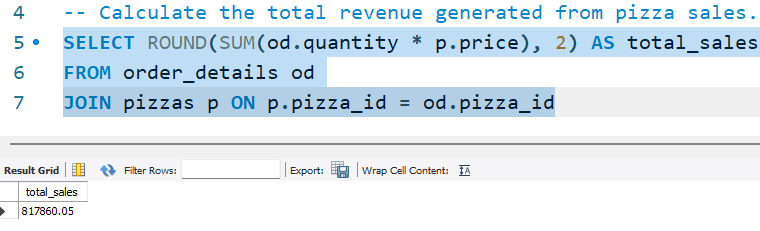 4 -- Calculate the total revenue generated from pizza sales.
5 SELECT ROUND(SUM(od.quantity * p.price), 2) AS total_sales
6 FROM order_details od
7 JOIN pizzas p ON p.pizza_id = od.pizza_id
Result Grid Filter Rows: Export: Wrap Cell Content:
total_sales
817860.05